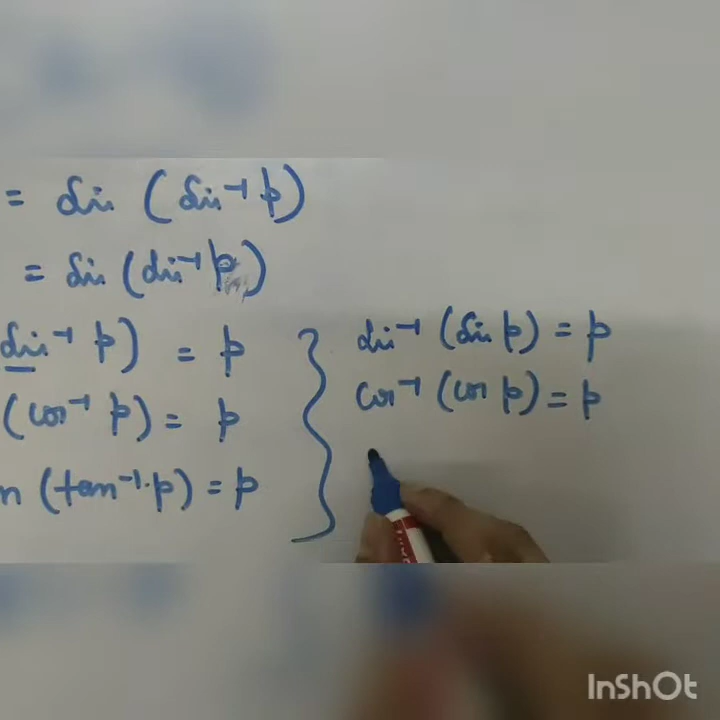 = sin (sin⁻¹ p)
= sin (sin⁻¹ p)
sin⁻¹ p) = p
(cos⁻¹ p) = p
n (tan⁻¹ p) = p
sin⁻¹ (sin p) = p
cos⁻¹ (cos p) = p
InShOt